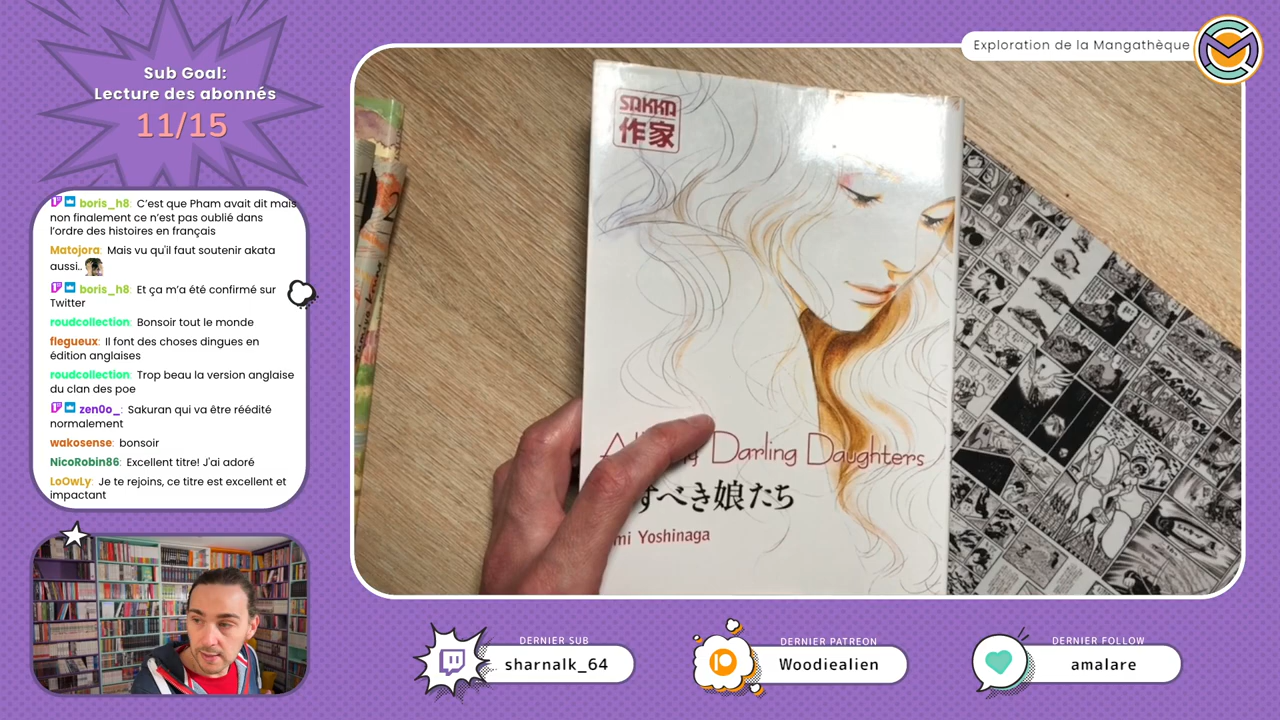 Sub Goal:
Lecture des abonnés
11/15
boris_h8: C'est que Pham avait dit mais
non finalement ce n'est pas oublié dans
l'ordre des histoires en français
Matojora: Mais vu qu'il faut soutenir akata
aussi..
boris_h8: Et ça m'a été confirmé sur
Twitter
roudcollection: Bonsoir tout le monde
flegueux: Il font des choses dingues en
édition anglaises
roudcollection: Trop beau la version anglaise
du clan des poe
zen0o_: Sakuran qui va être réédité
normalement
wakosense: bonsoir
NicoRobin86: Excellent titre! J'ai adoré
LoOwLy: Je te rejoins, ce titre est excellent et
impactant
Exploration de la Mangathèque
SAKKA
作家
Darling Daughters
すべき娘たち
Yoshinaga
DERNIER SUB
sharnalk_64
DERNIER PATREON
Woodiealien
DERNIER FOLLOW
amalare